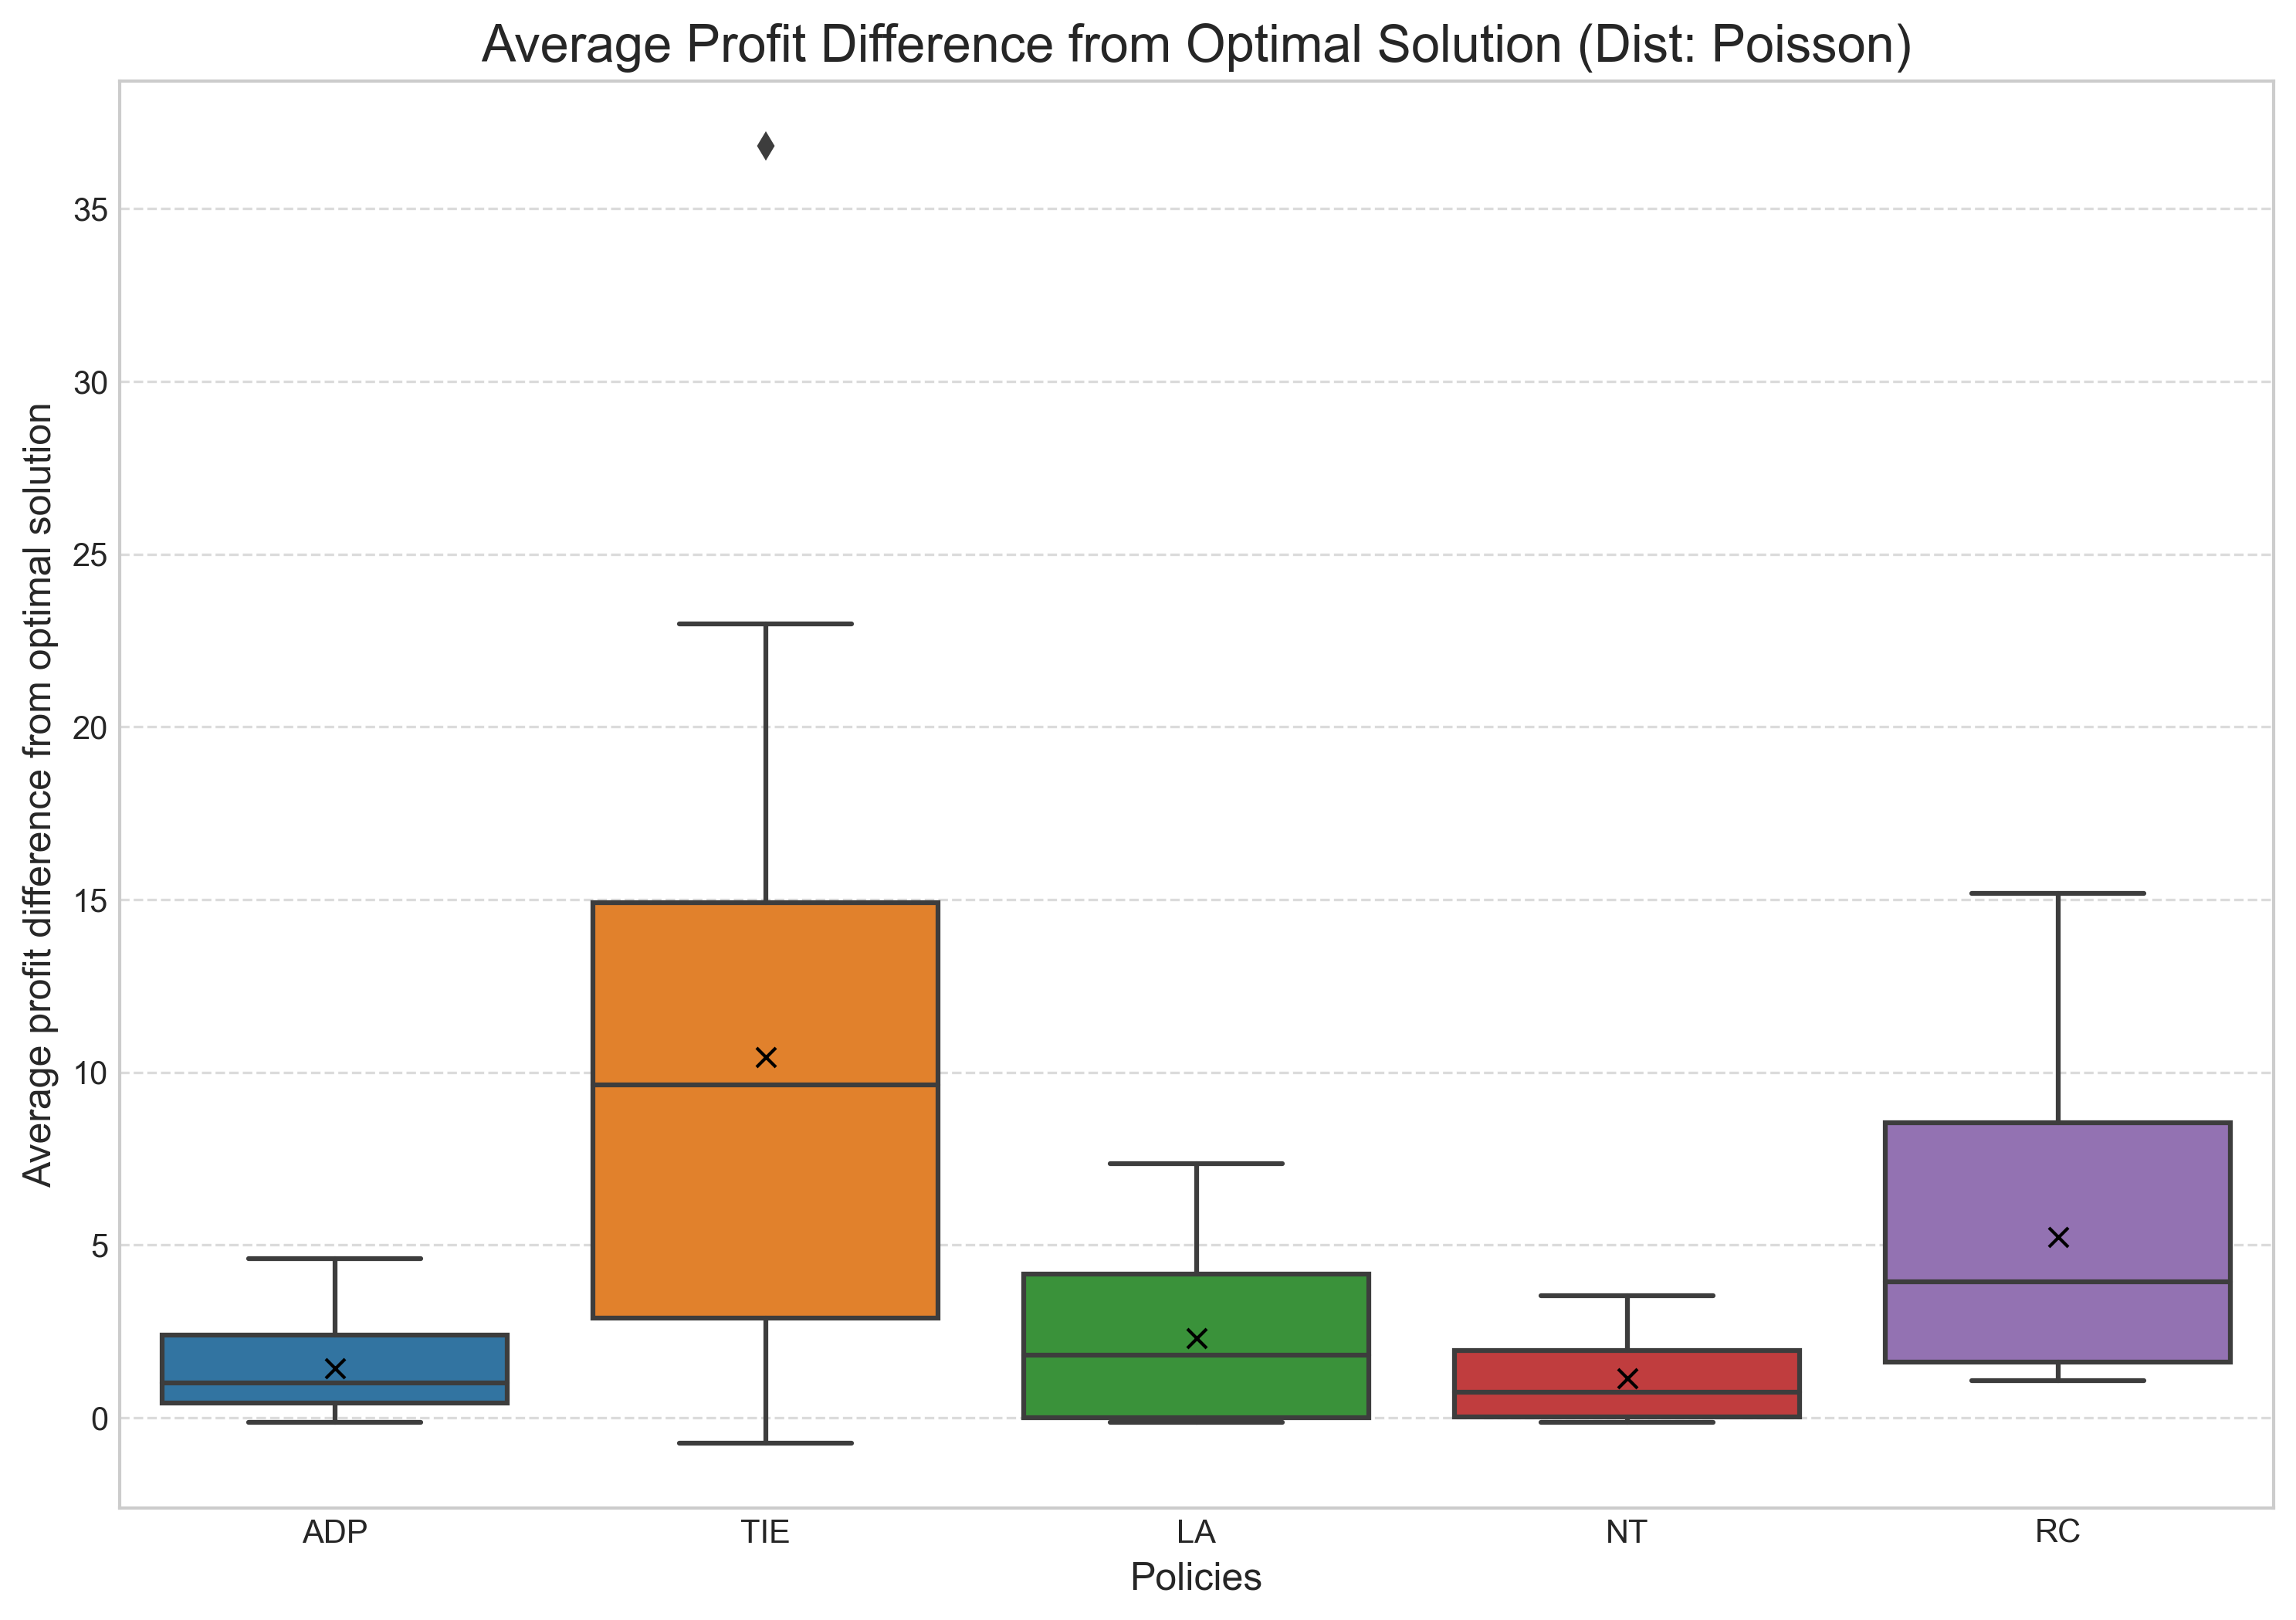 Average Profit Difference from Optimal Solution (Dist: Poisson)
Average profit difference from optimal solution
35
30
25
20
15
10
5
0
ADP TIE LA NT RC
Policies